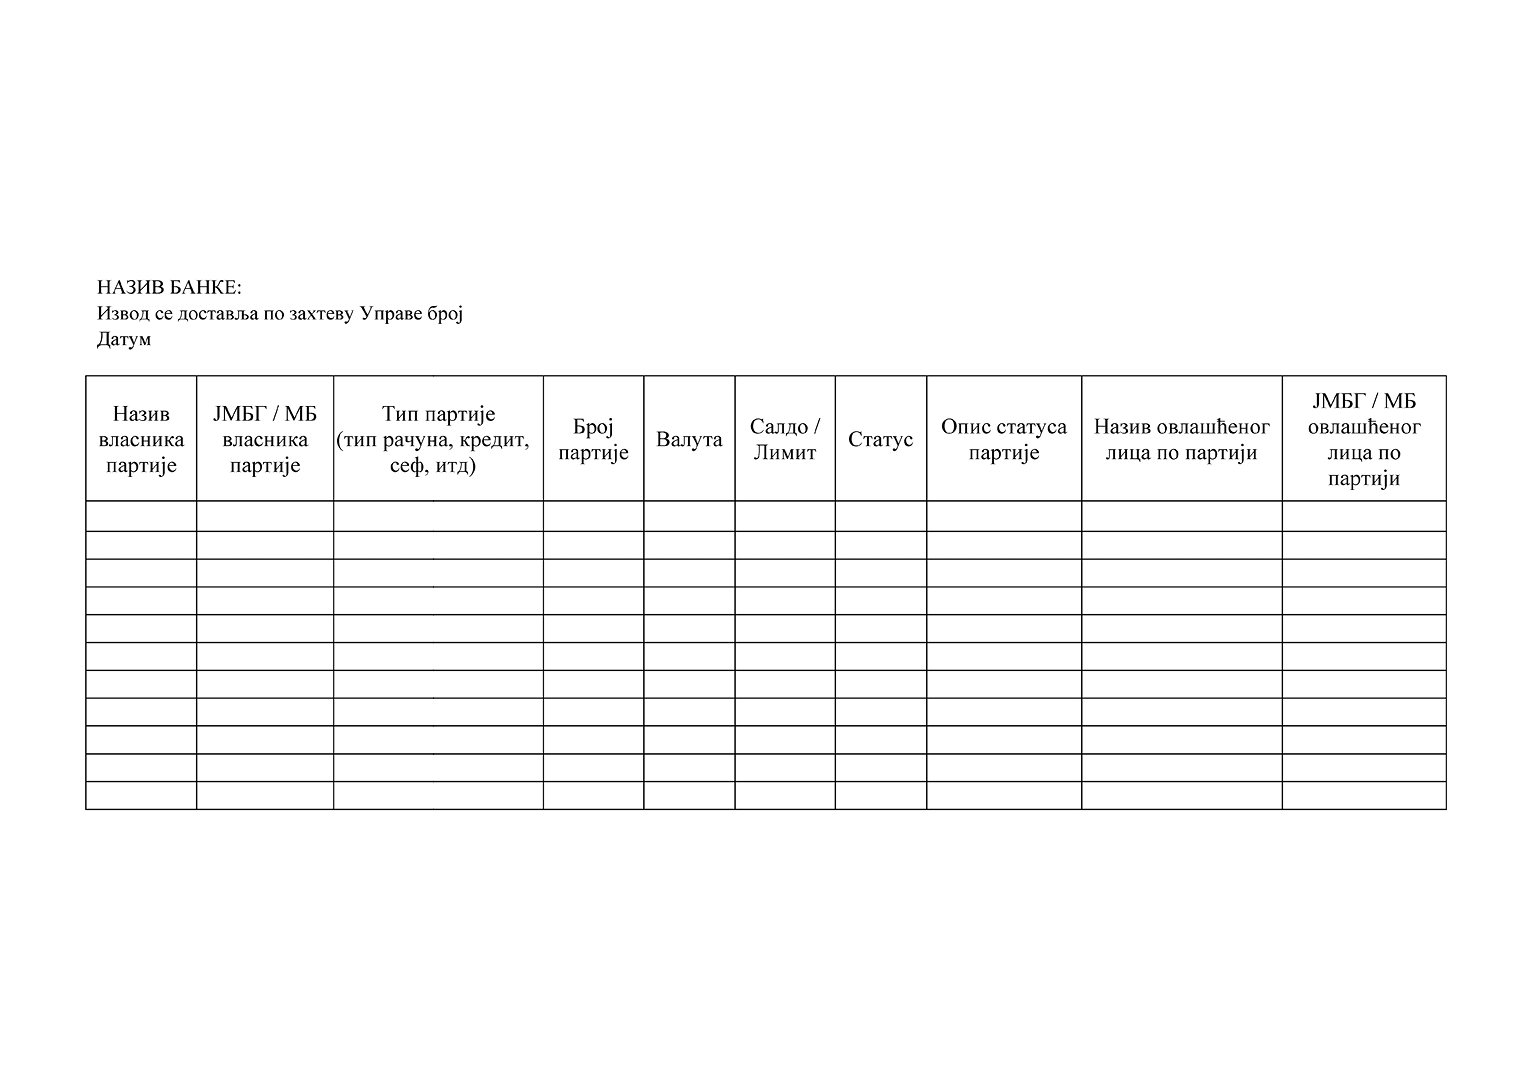 НАЗИВ БАНКЕ:
Извод се доставља по захтеву Управе број
Датум
Назив
власника
партије
ЈМБГ / МБ
власника
партије
Тип партије
(тип рачуна, кредит,
сеф, итд)
Број
партије
Валута
Салдо /
Лимит
Статус
Опис статуса
партије
Назив овлашћеног
лица по партији
ЈМБГ / МБ
овлашћеног
лица по
партији